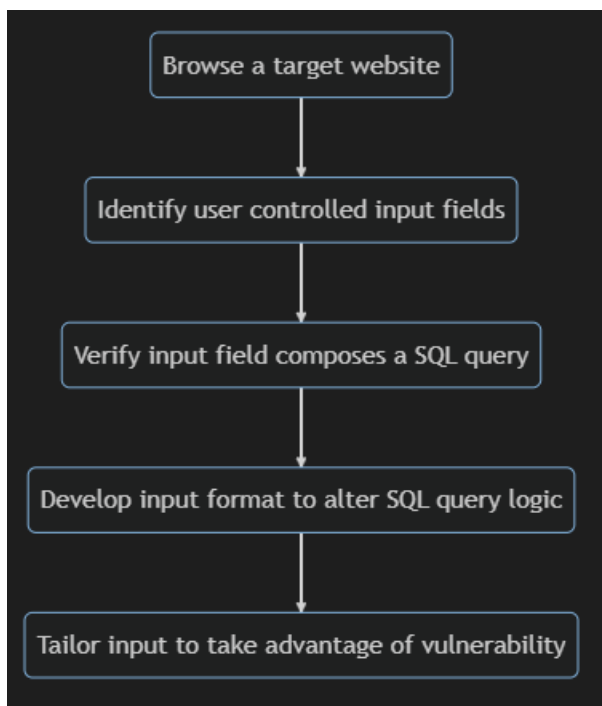 Browse a target website
Identify user controlled input fields
Verify input field composes a SQL query
Develop input format to alter SQL query logic
Tailor input to take advantage of vulnerability